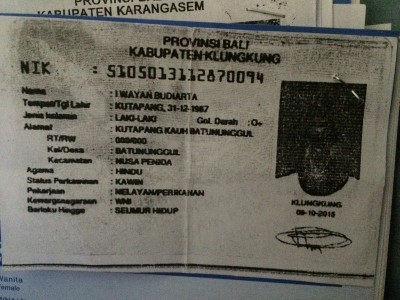 PROVINSI BALI
KABUPATEN KARANGASEM
PROVINSI BALI
KABUPATEN KLUNGKUNG
NIK : 5105013112870094
Nama : I WAYAN BUDIARTA
Tempat/Tgl Lahir : KUTAPANG, 31-12-1987
Jenis Kelamin : LAKI-LAKI Gol. Darah : O+
Alamat : KUTAPANG KAUH BATUNUNGGUL
RT/RW : 000/000
Kel/Desa : BATUNUNGGUL
Kecamatan : NUSA PENIDA
Agama : HINDU
Status Perkawinan : KAWIN
Pekerjaan : NELAYAN/PERIKANAN
Kewarganegaraan : WNI
Berlaku Hingga : SEUMUR HIDUP
KLUNGKUNG
08-10-2015
Wanita
Female